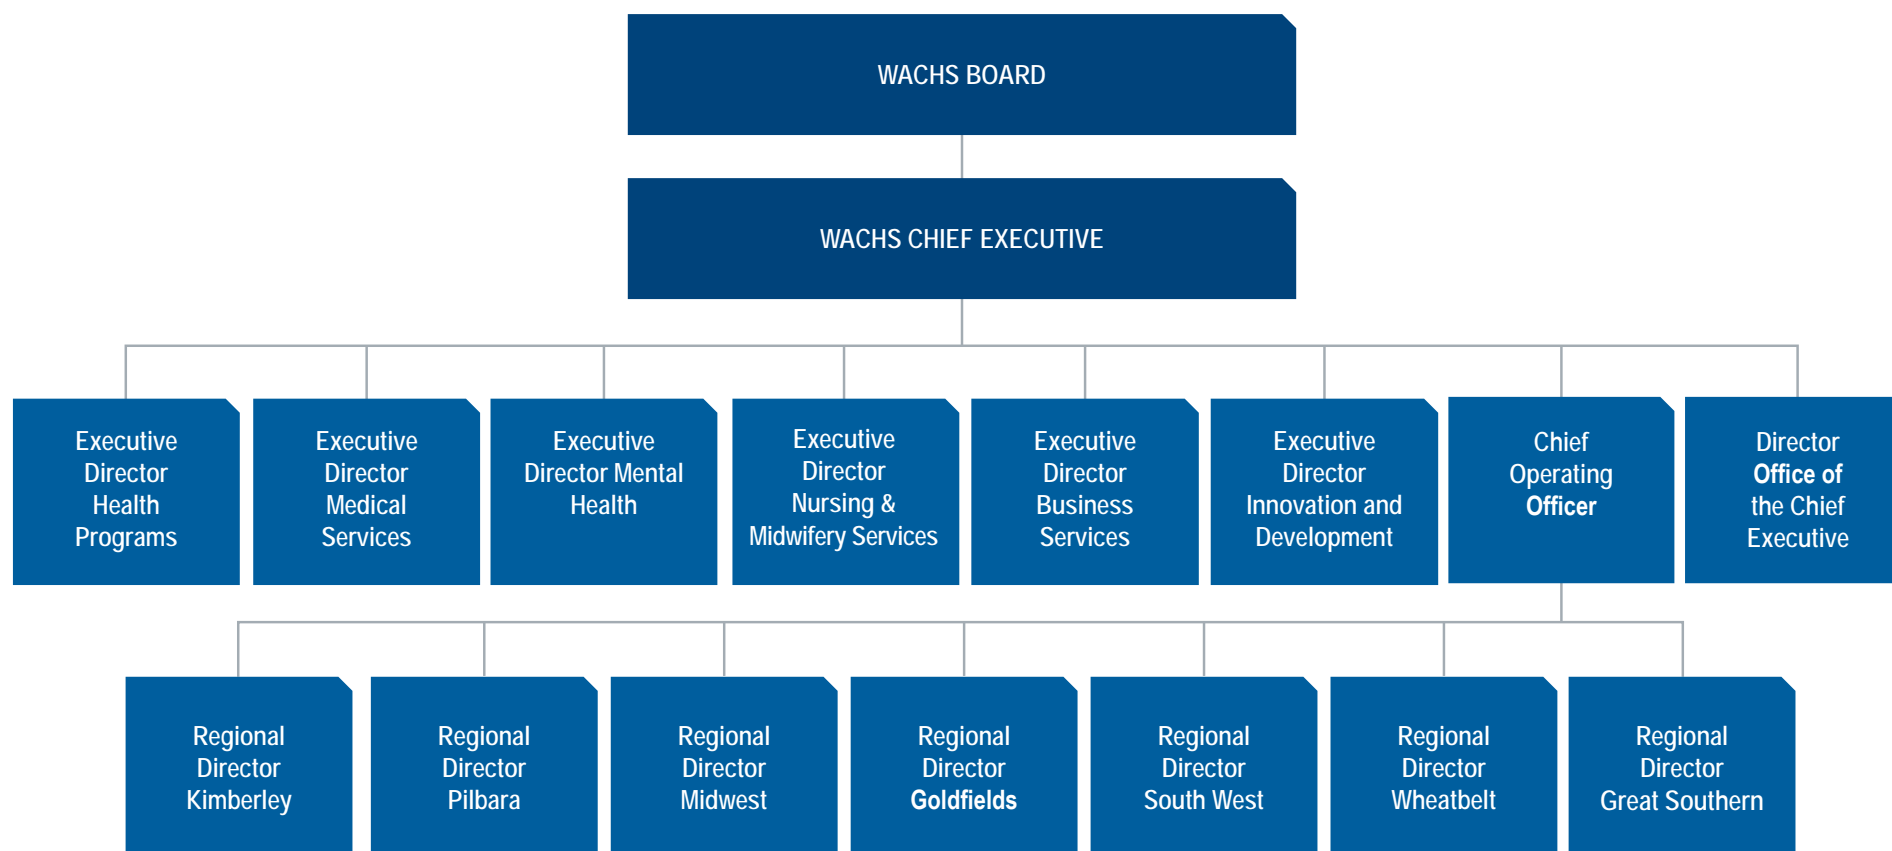 WACHS BOARD
WACHS CHIEF EXECUTIVE
Executive
Director
Health
Programs
Executive
Director
Medical
Services
Executive
Director Mental
Health
Executive
Director
Nursing &
Midwifery Services
Executive
Director
Business
Services
Executive
Director
Innovation and
Development
Chief
Operating
Officer
Director
Office of
the Chief
Executive
Regional
Director
Kimberley
Regional
Director
Pilbara
Regional
Director
Midwest
Regional
Director
Goldfields
Regional
Director
South West
Regional
Director
Wheatbelt
Regional
Director
Great Southern